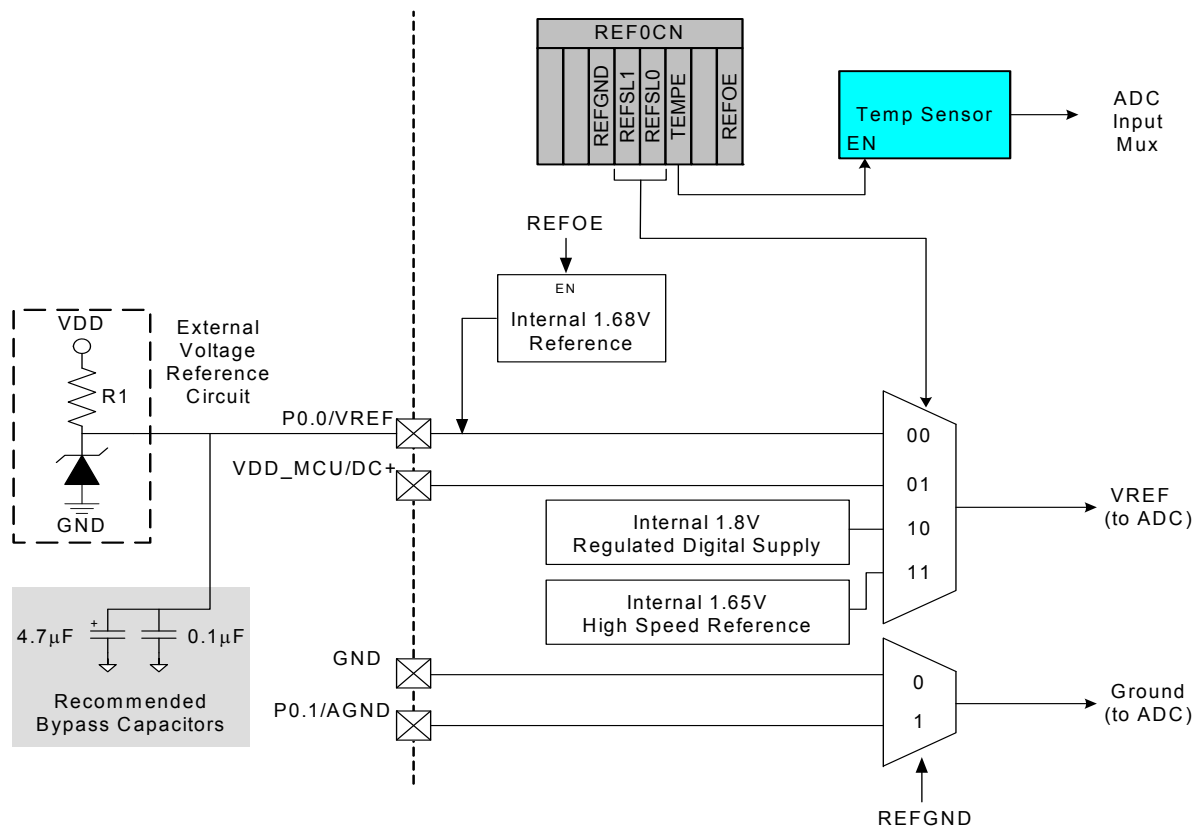 REF0CN
REFGND
REFSL1
REFSL0
TEMPE
REFOE
Temp Sensor
EN
ADC
Input
Mux
REFOE
EN
Internal 1.68V
Reference
VDD
R1
GND
External
Voltage
Reference
Circuit
P0.0/VREF
VDD_MCU/DC+
00
01
10
11
Internal 1.8V
Regulated Digital Supply
Internal 1.65V
High Speed Reference
VREF
(to ADC)
4.7μF
+
0.1μF
Recommended
Bypass Capacitors
GND
P0.1/AGND
0
1
Ground
(to ADC)
REFGND